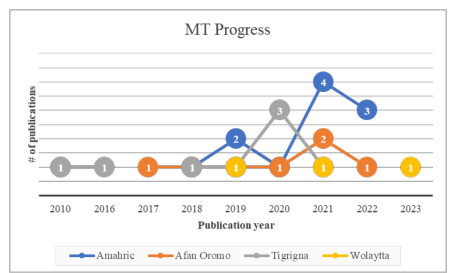 MT Progress
# of publications
4
3
3
2
2
1 1 1 1 1 1 1 1 1
2010 2016 2017 2018 2019 2020 2021 2022 2023
Publication year
Amahric Afan Oromo Tigrigna Wolaytta